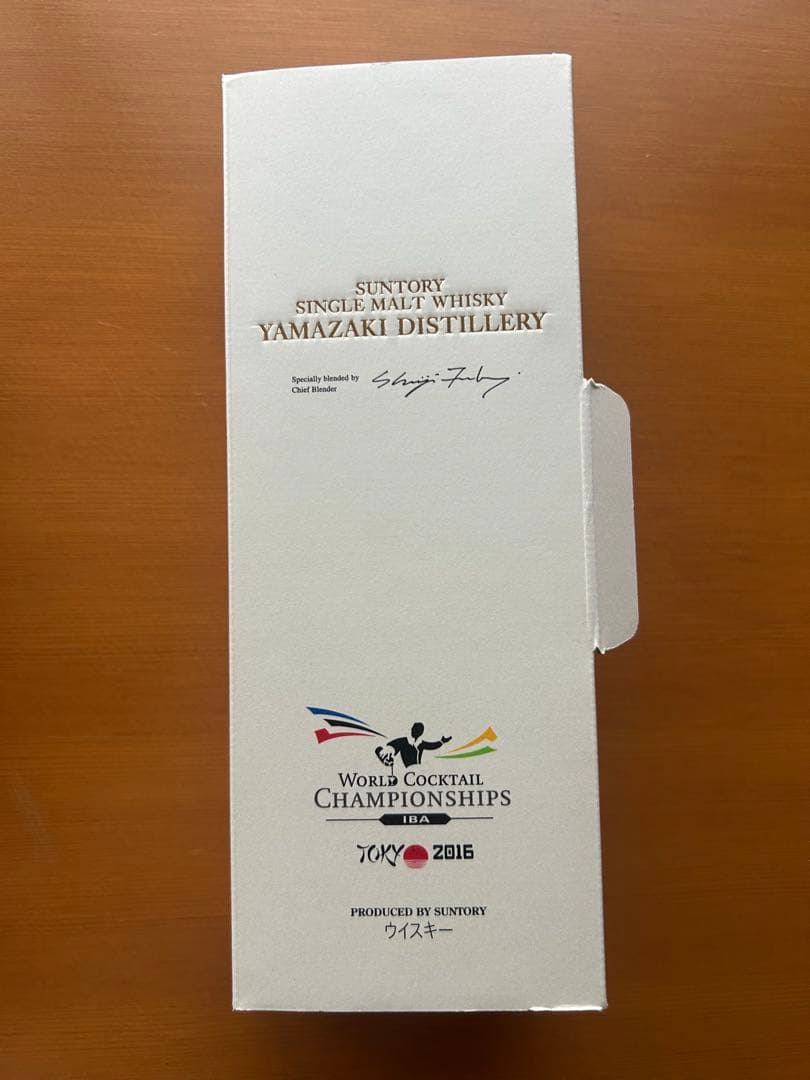 SUNTORY
SINGLE MALT WHISKY
YAMAZAKI DISTILLERY
Specially blended by
Chief Blender
WORLD COCKTAIL
CHAMPIONSHIPS
IBA
TOKYO 2016
PRODUCED BY SUNTORY
ウイスキー